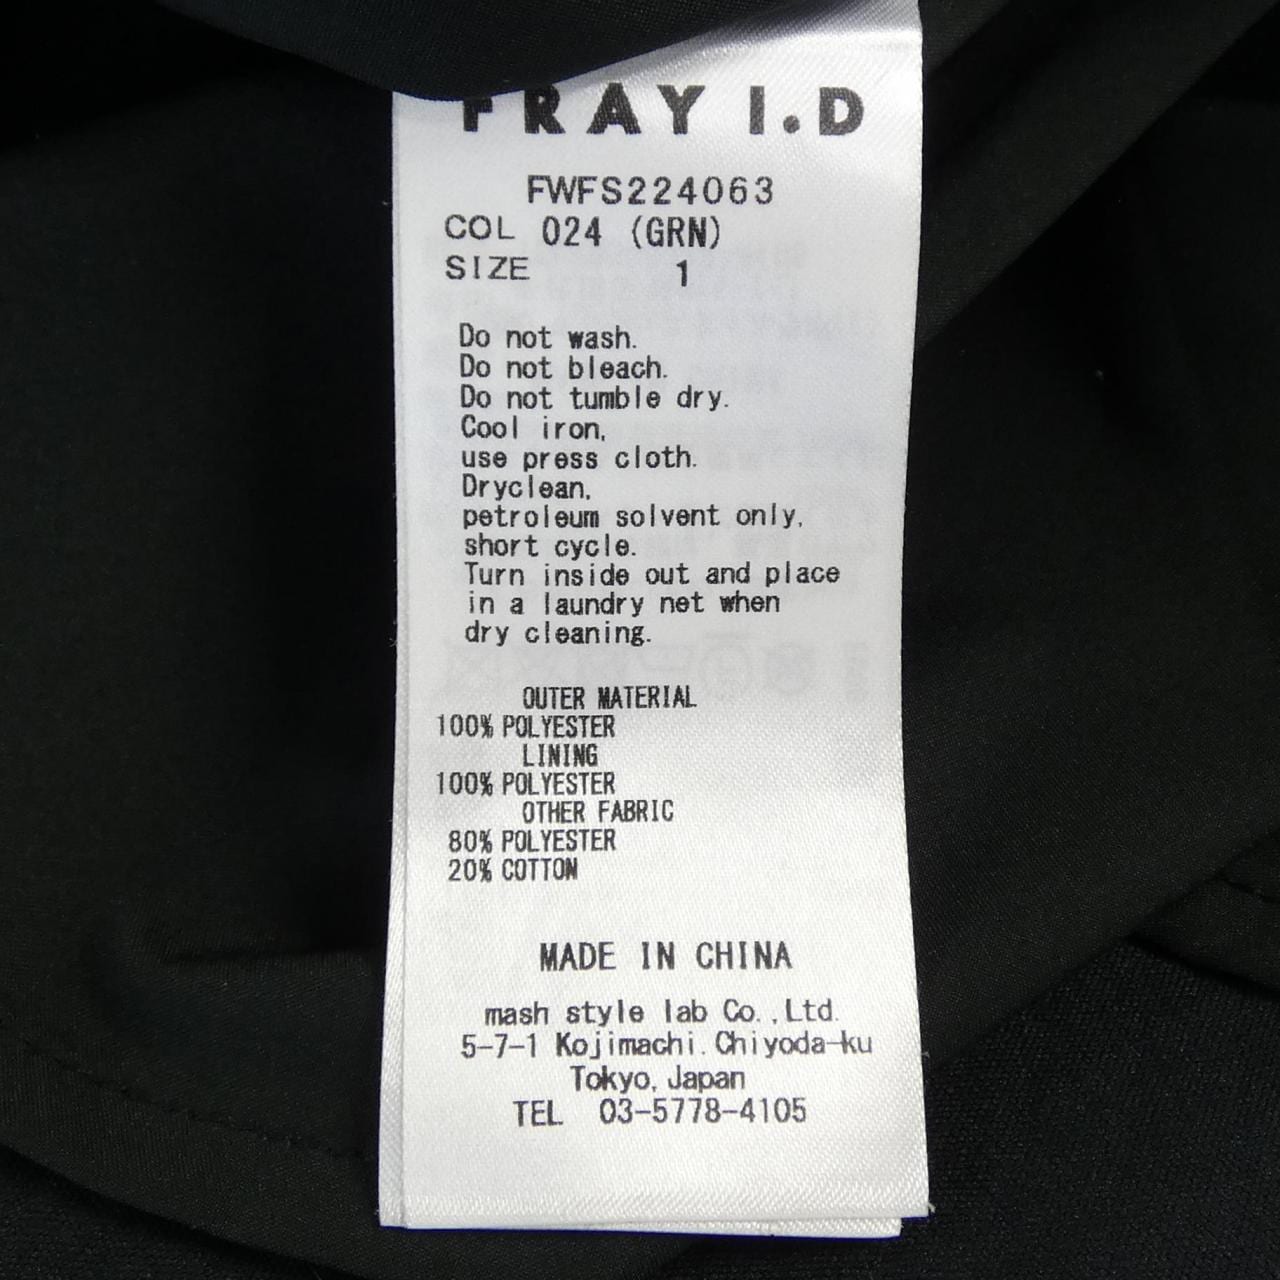 FRAY I.D
FWFS224063
COL 024 (GRN)
SIZE 1
Do not wash.
Do not bleach.
Do not tumble dry.
Cool iron,
use press cloth.
Dryclean,
petroleum solvent only,
short cycle.
Turn inside out and place
in a laundry net when
dry cleaning.
OUTER MATERIAL
100% POLYESTER
LINING
100% POLYESTER
OTHER FABRIC
80% POLYESTER
20% COTTON
MADE IN CHINA
mash style lab Co.,Ltd.
5-7-1 Kojimachi.Chiyoda-ku
Tokyo, Japan
TEL 03-5778-4105